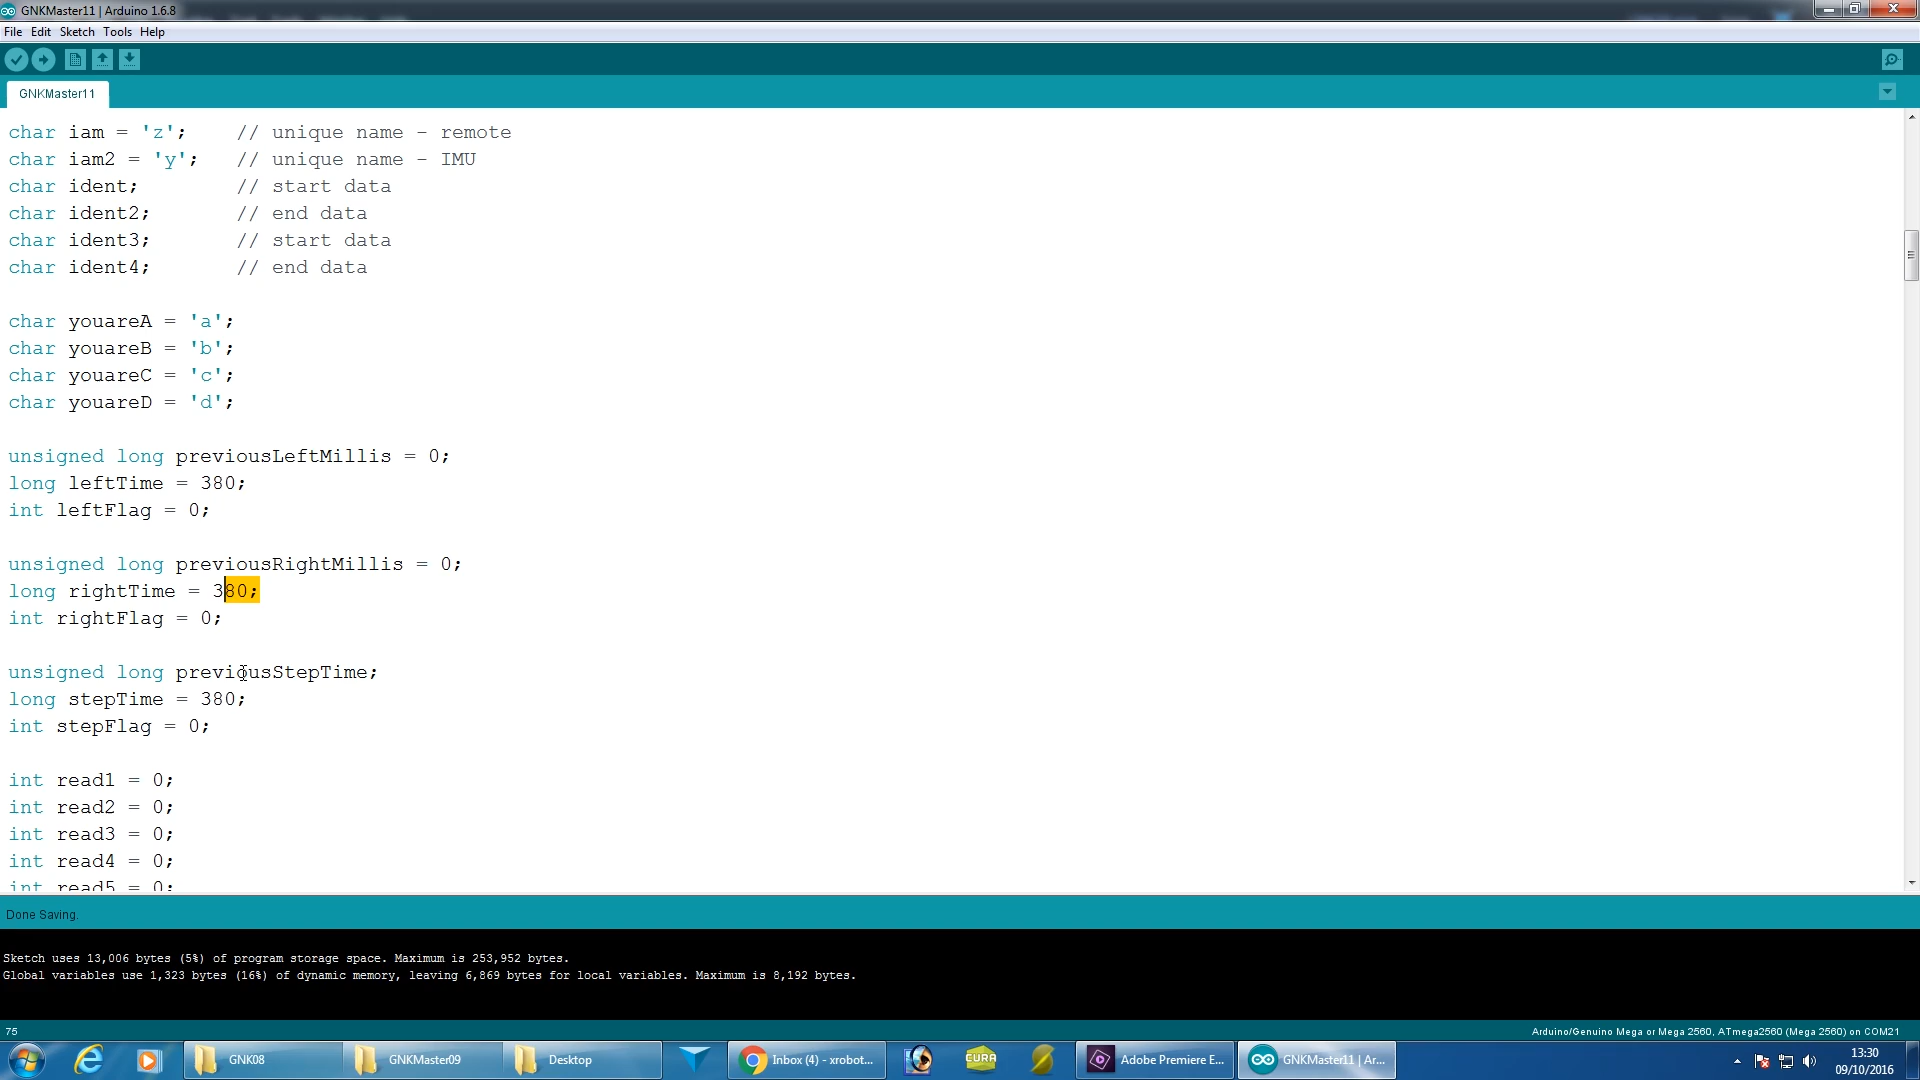 GNKMaster11 | Arduino 1.6.8
File Edit Sketch Tools Help
GNKMaster11
char iam = 'z';    // unique name - remote
char iam2 = 'y';   // unique name - IMU
char ident;        // start data
char ident2;       // end data
char ident3;       // start data
char ident4;       // end data
char youareA = 'a';
char youareB = 'b';
char youareC = 'c';
char youareD = 'd';
unsigned long previousLeftMillis = 0;
long leftTime = 380;
int leftFlag = 0;
unsigned long previousRightMillis = 0;
long rightTime = 380;
int rightFlag = 0;
unsigned long previousStepTime;
long stepTime = 380;
int stepFlag = 0;
int read1 = 0;
int read2 = 0;
int read3 = 0;
int read4 = 0;
int read5 = 0;
Done Saving.
Sketch uses 13,006 bytes (5%) of program storage space. Maximum is 253,952 bytes.
Global variables use 1,323 bytes (16%) of dynamic memory, leaving 6,869 bytes for local variables. Maximum is 8,192 bytes.
75 Arduino/Genuino Mega or Mega 2560, ATmega2560 (Mega 2560) on COM21
GNK08 GNKMaster09 Desktop Inbox (4) - xrobot... CURA Adobe Premiere E... GNKMaster11 | Ar... 13:30
09/10/2016